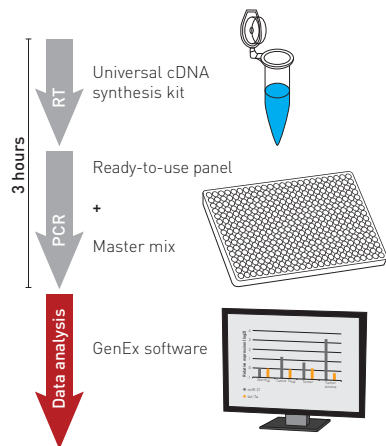 3 hours
RT
Universal cDNA
synthesis kit
PCR
Ready-to-use panel
+
Master mix
Data analysis
GenEx software